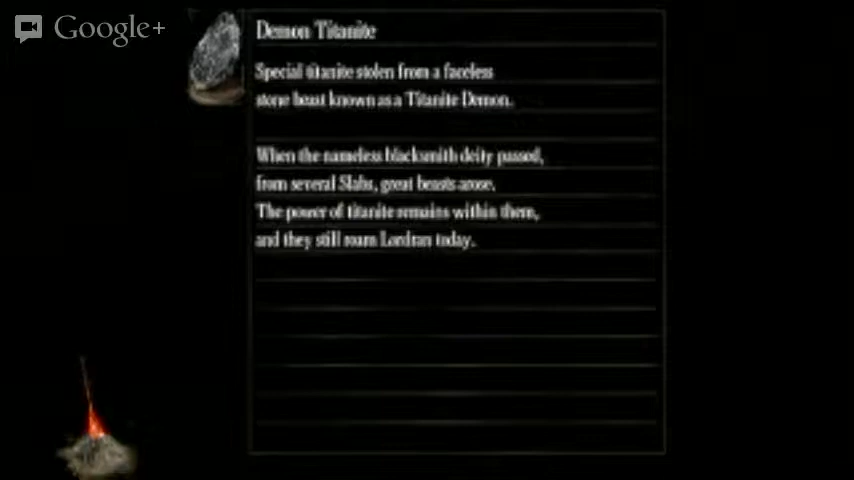 Google+
Demon Titanite
Special titanite stolen from a faceless
stone beast known as a Titanite Demon.
When the nameless blacksmith deity passed,
from several Slabs, great beasts arose.
The power of titanite remains within them,
and they still roam Lordran today.